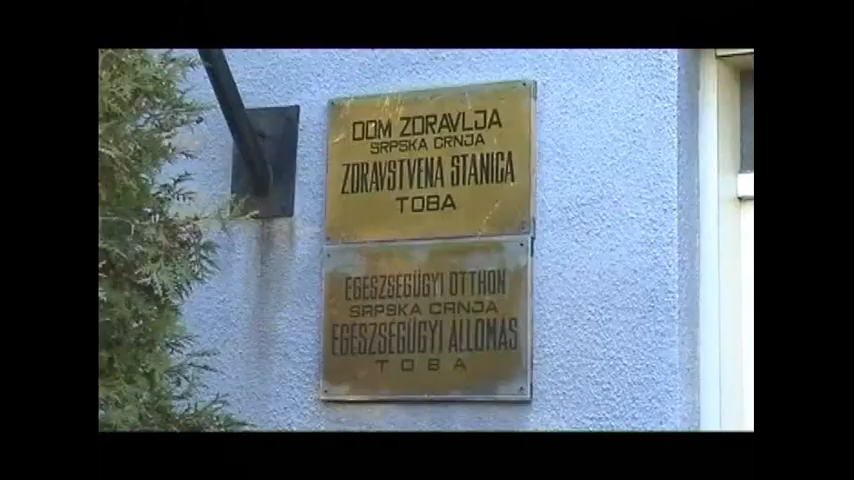 DOM ZDRAVLJA
SRPSKA CRNJA
ZDRAVSTVENA STANICA
TOBA
EGESZSEGÜGYI OTTHON
SRPSKA CRNJA
EGESZSEGÜGYI ALLOMAS
TOBA